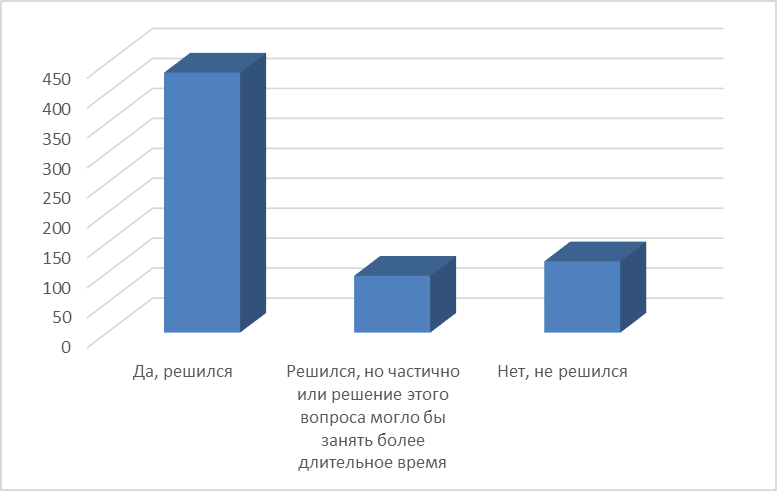 450
400
350
300
250
200
150
100
50
0
Да, решился
Решился, но частично
или решение этого
вопроса могло бы
занять более
длительное время
Нет, не решился